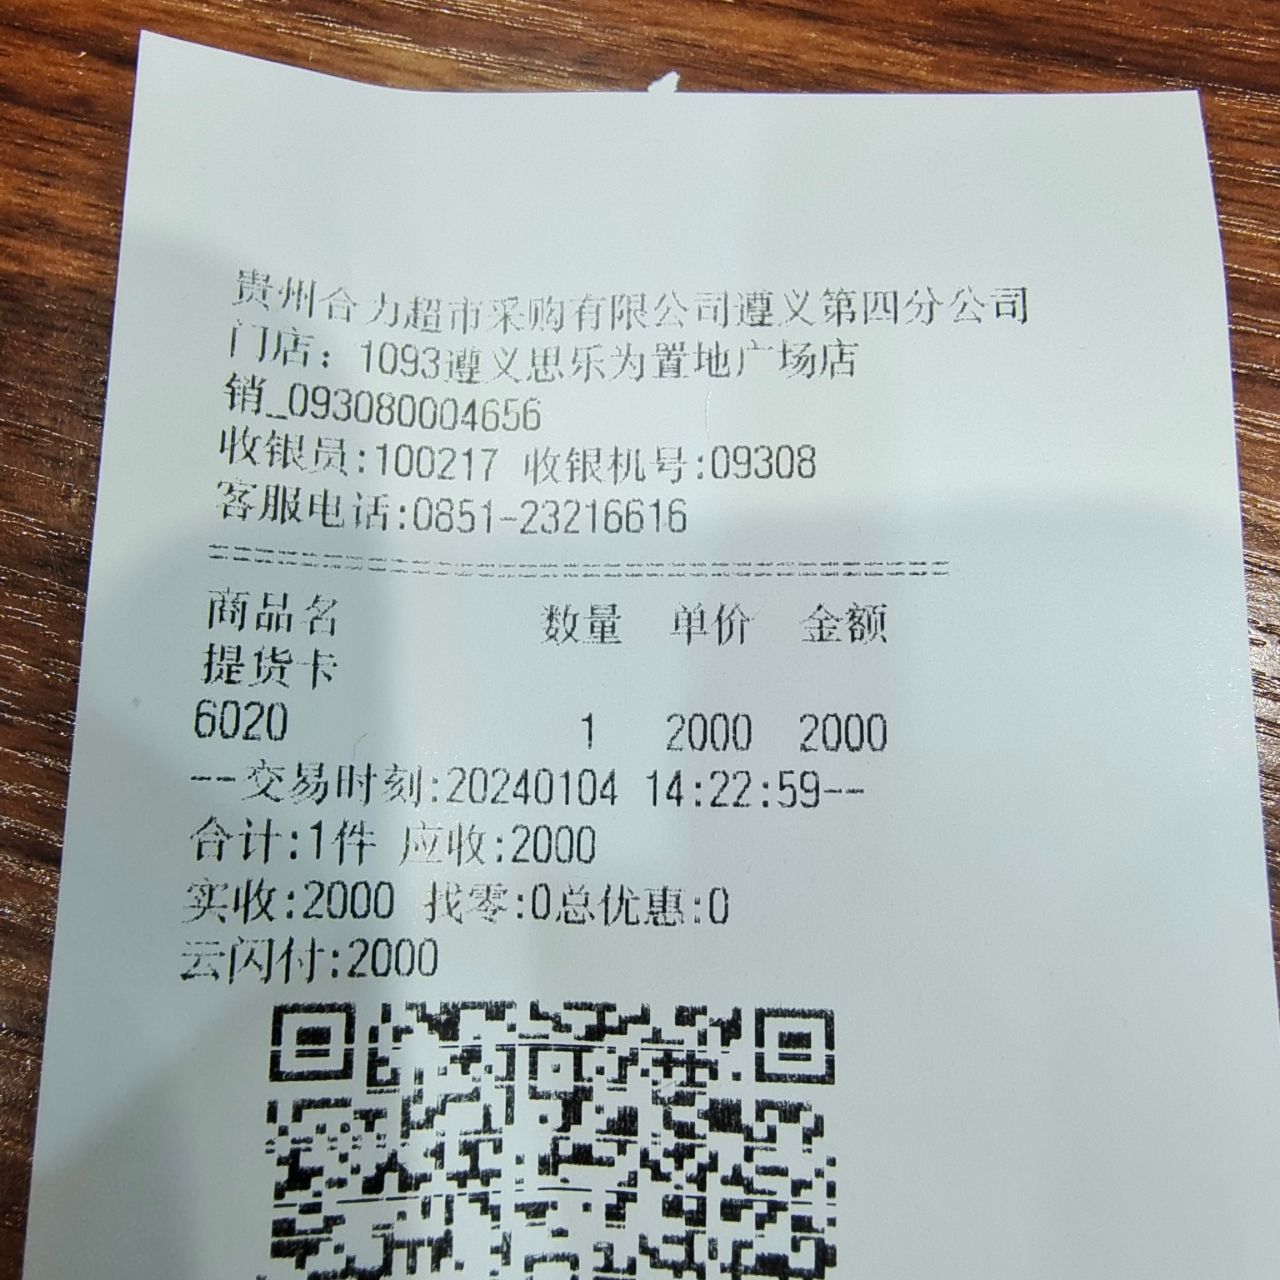 贵州合力超市采购有限公司遵义第四分公司
门店：1093遵义思乐为置地广场店
销_093080004656
收银员:100217 收银机号:09308
客服电话:0851-23216616
商品名 数量 单价 金额
提货卡
6020 1 2000 2000
--交易时刻:20240104 14:22:59--
合计:1件 应收:2000
实收:2000 找零:0总优惠:0
云闪付:2000